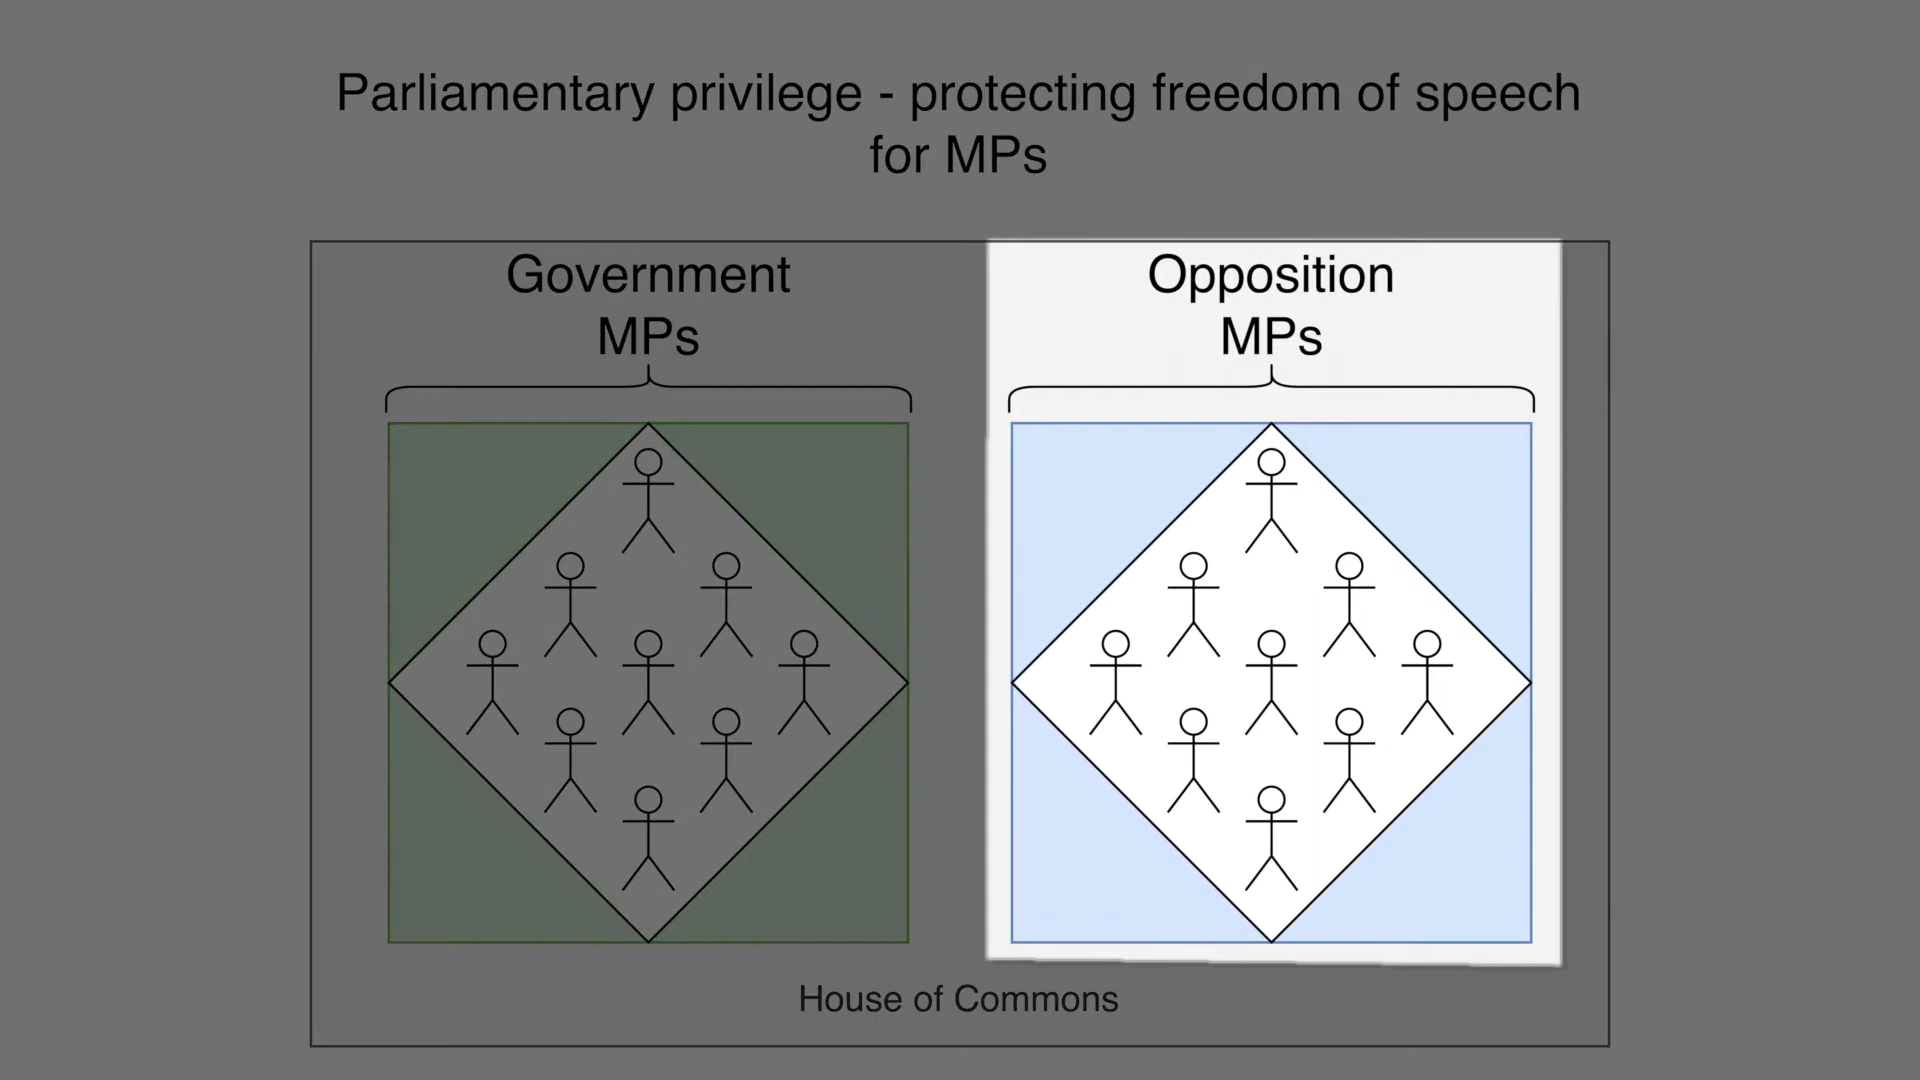 Parliamentary privilege - protecting freedom of speech
for MPs
Government
MPs
Opposition
MPs
House of Commons